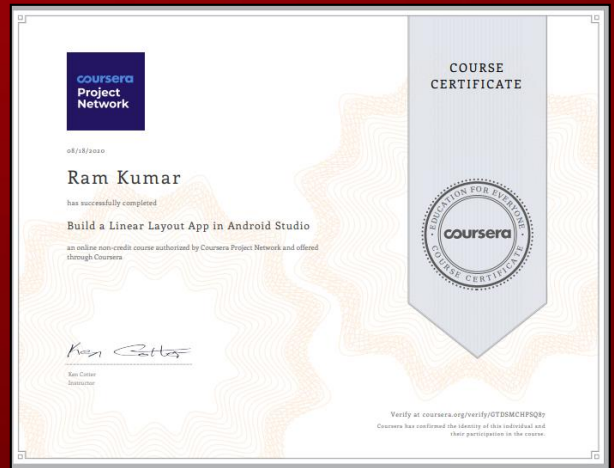 coursera
Project
Network
08/18/2020
Ram Kumar
has successfully completed
Build a Linear Layout App in Android Studio
an online non-credit course authorized by Coursera Project Network and offered
through Coursera
Ken Cotter
Ken Cotter
Instructor
COURSE
CERTIFICATE
EDUCATION FOR EVERYONE
coursera
COURSE CERTIFICATE
Verify at coursera.org/verify/GTDSMCHPSQ87
Coursera has confirmed the identity of this individual and
their participation in the course.